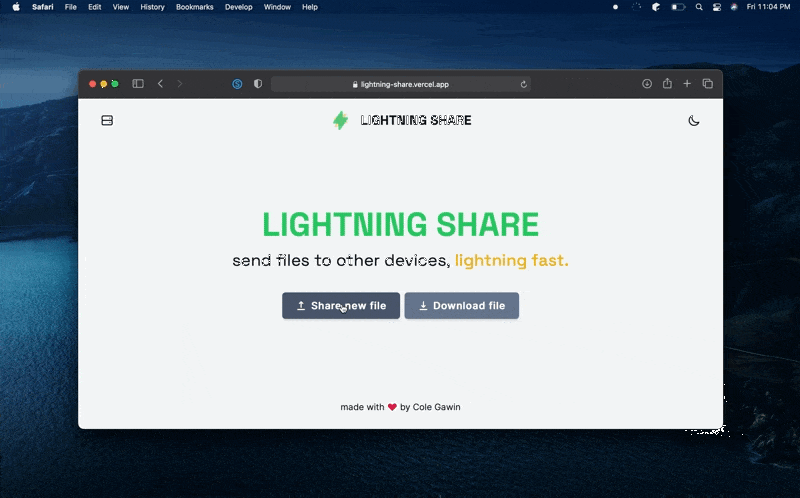 Safari File Edit View History Bookmarks Develop Window Help Fri 11:04 PM
lightning-share.vercel.app
LIGHTNING SHARE
LIGHTNING SHARE
send files to other devices, lightning fast.
Share new file Download file
made with ❤ by Cole Gawin